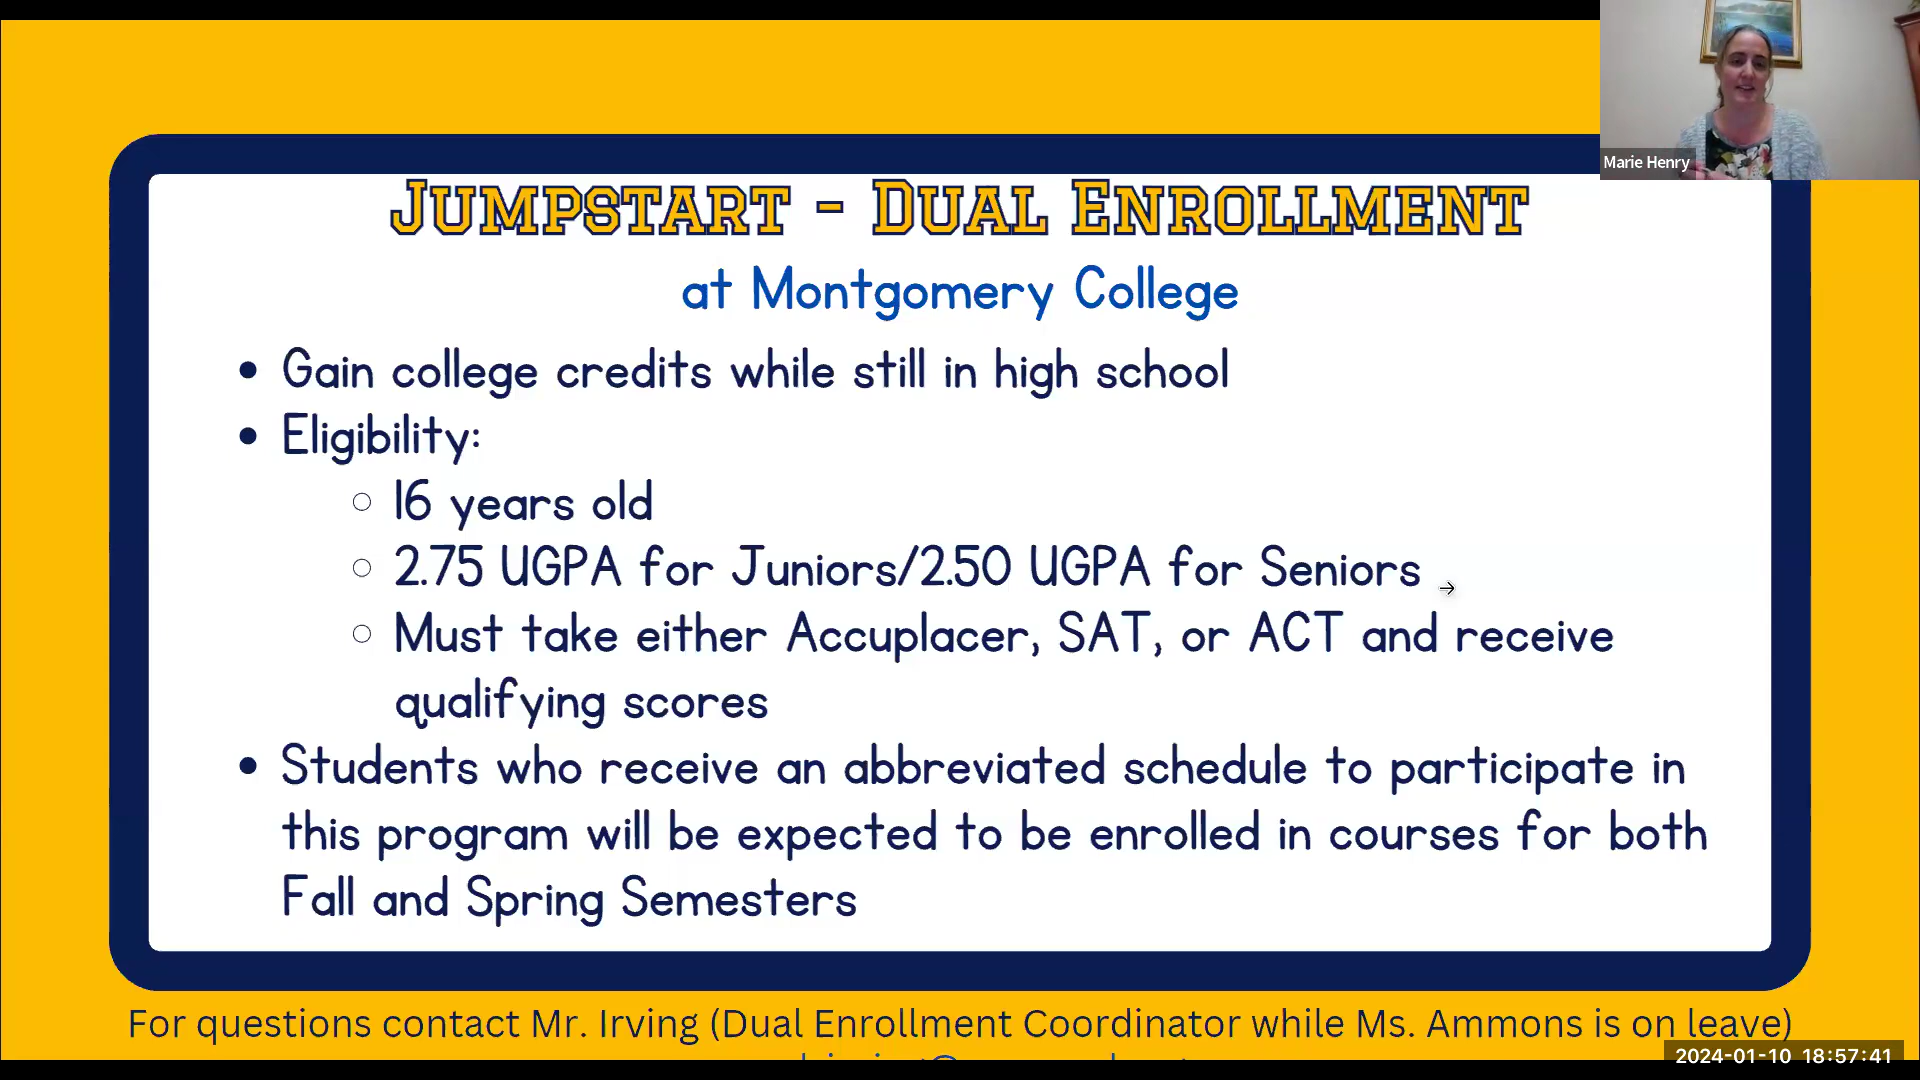 Marie Henry
Jumpstart - Dual Enrollment
at Montgomery College
• Gain college credits while still in high school
• Eligibility:
○ 16 years old
○ 2.75 UGPA for Juniors/2.50 UGPA for Seniors
○ Must take either Accuplacer, SAT, or ACT and receive
qualifying scores
• Students who receive an abbreviated schedule to participate in
this program will be expected to be enrolled in courses for both
Fall and Spring Semesters
For questions contact Mr. Irving (Dual Enrollment Coordinator while Ms. Ammons is on leave)
2024-01-10 18:57:41